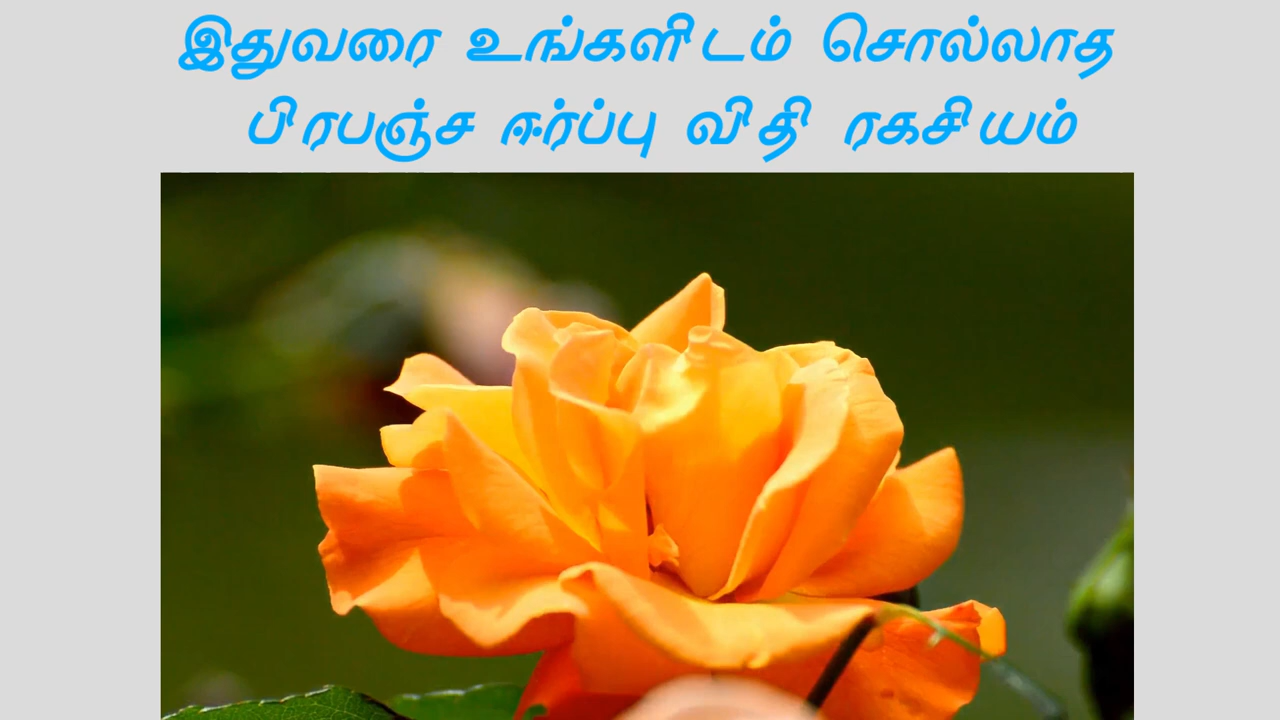 இதுவரை உங்களிடம் சொல்லாத
பிரபஞ்ச ஈர்ப்பு விதி ரகசியம்